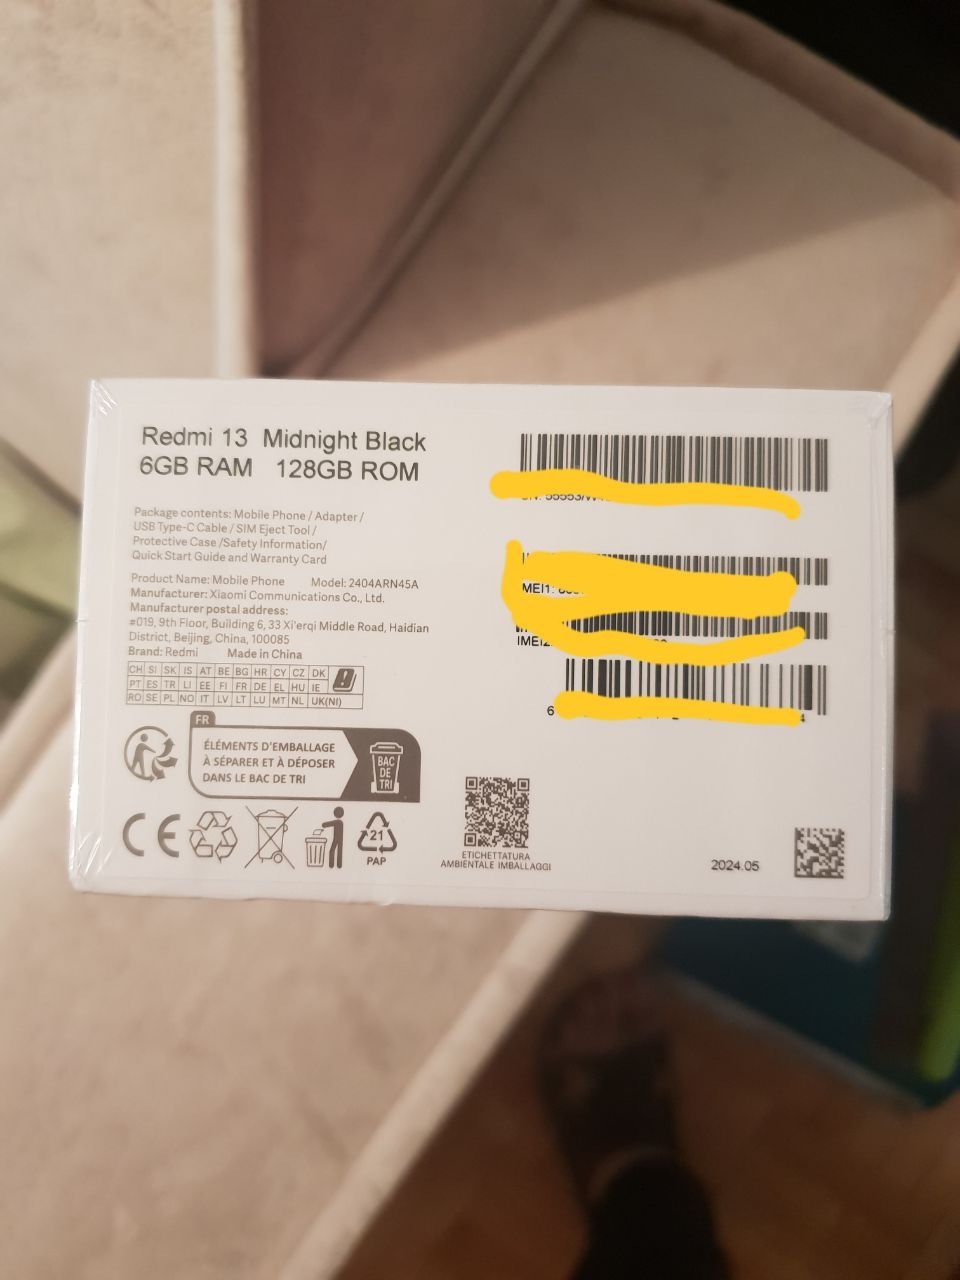 Redmi 13 Midnight Black
6GB RAM 128GB ROM
Package contents: Mobile Phone / Adapter /
USB Type-C Cable / SIM Eject Tool /
Protective Case /Safety Information/
Quick Start Guide and Warranty Card
Product Name: Mobile Phone Model: 2404ARN45A
Manufacturer: Xiaomi Communications Co., Ltd.
Manufacturer postal address:
#019, 9th Floor, Building 6, 33 Xi'erqi Middle Road, Haidian
District, Beijing, China, 100085
Brand: Redmi Made in China
CH SI SK IS AT BE BG HR CY CZ DK
PT ES TR LI EE FI FR DE EL HU IE
RO SE PL NO IT LV LT LU MT NL UK(NI)
FR
ÉLÉMENTS D'EMBALLAGE
À SÉPARER ET À DÉPOSER
DANS LE BAC DE TRI
BAC
DE
TRI
CE
21
PAP
IMEI1:
IMEI2:
6
4
ETICHETTATURA
AMBIENTALE IMBALLAGGI
2024.05